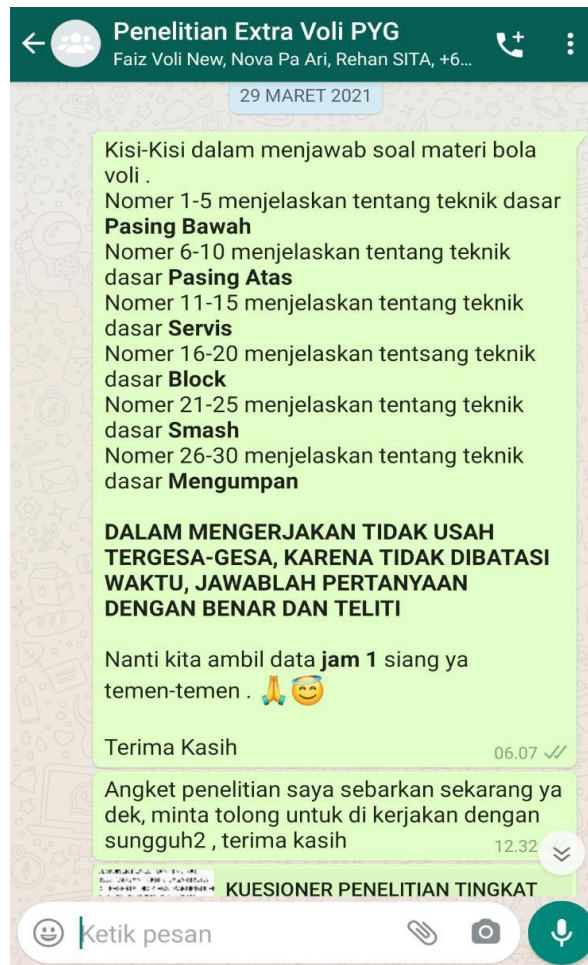 Penelitian Extra Voli PYG
Faiz Voli New, Nova Pa Ari, Rehan SITA, +6...
29 MARET 2021
Kisi-Kisi dalam menjawab soal materi bola
voli .
Nomer 1-5 menjelaskan tentang teknik dasar
Pasing Bawah
Nomer 6-10 menjelaskan tentang teknik
dasar Pasing Atas
Nomer 11-15 menjelaskan tentang teknik
dasar Servis
Nomer 16-20 menjelaskan tentsang teknik
dasar Block
Nomer 21-25 menjelaskan tentang teknik
dasar Smash
Nomer 26-30 menjelaskan tentang teknik
dasar Mengumpan
DALAM MENGERJAKAN TIDAK USAH
TERGESA-GESA, KARENA TIDAK DIBATASI
WAKTU, JAWABLAH PERTANYAAN
DENGAN BENAR DAN TELITI
Nanti kita ambil data jam 1 siang ya
temen-temen . 🙏😇
Terima Kasih
06.07
Angket penelitian saya sebarkan sekarang ya
dek, minta tolong untuk di kerjakan dengan
sungguh2 , terima kasih
12.32
KUESIONER PENELITIAN TINGKAT
Ketik pesan